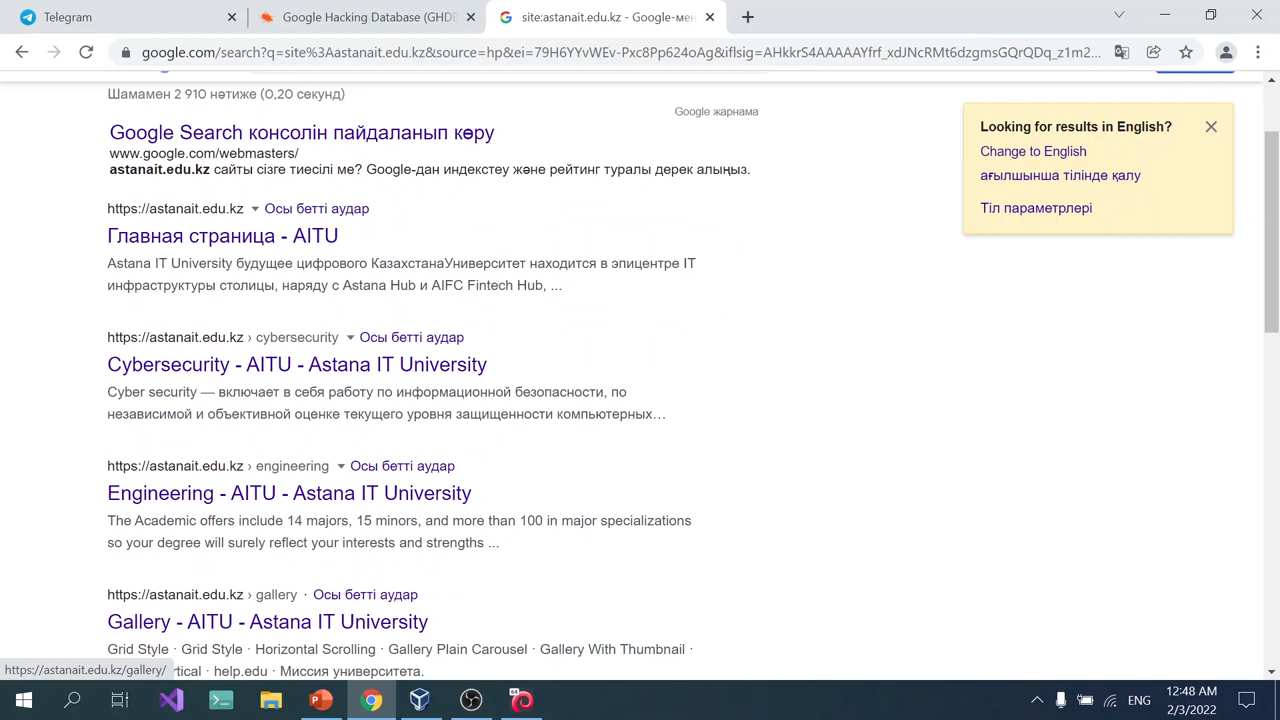 Telegram
Google Hacking Database (GHDB
site:astanait.edu.kz - Google-мен
google.com/search?q=site%3Aastanait.edu.kz&source=hp&ei=79H6YYvWEv-Pxc8Pp624oAg&iflsig=AHkkrS4AAAAAYfrf_xdJNcRMt6dzgmsGQrQDq_z1m2...
Шамамен 2 910 нәтиже (0,20 секунд)
Google жарнама
Google Search консолін пайдаланып көру
www.google.com/webmasters/
astanait.edu.kz сайты сізге тиесілі ме? Google-дан индекстеу және рейтинг туралы дерек алыңыз.
Looking for results in English?
Change to English
ағылшынша тілінде қалу
Тіл параметрлері
https://astanait.edu.kz Осы бетті аудар
Главная страница - AITU
Astana IT University будущее цифрового КазахстанаУниверситет находится в эпицентре IT
инфраструктуры столицы, наряду с Astana Hub и AIFC Fintech Hub, ...
https://astanait.edu.kz › cybersecurity Осы бетті аудар
Cybersecurity - AITU - Astana IT University
Cyber security — включает в себя работу по информационной безопасности, по
независимой и объективной оценке текущего уровня защищенности компьютерных…
https://astanait.edu.kz › engineering Осы бетті аудар
Engineering - AITU - Astana IT University
The Academic offers include 14 majors, 15 minors, and more than 100 in major specializations
so your degree will surely reflect your interests and strengths ...
https://astanait.edu.kz › gallery · Осы бетті аудар
Gallery - AITU - Astana IT University
Grid Style · Grid Style · Horizontal Scrolling · Gallery Plain Carousel · Gallery With Thumbnail ·
https://astanait.edu.kz/gallery/
· help.edu · Миссия университета.
64
ENG
12:48 AM
2/3/2022